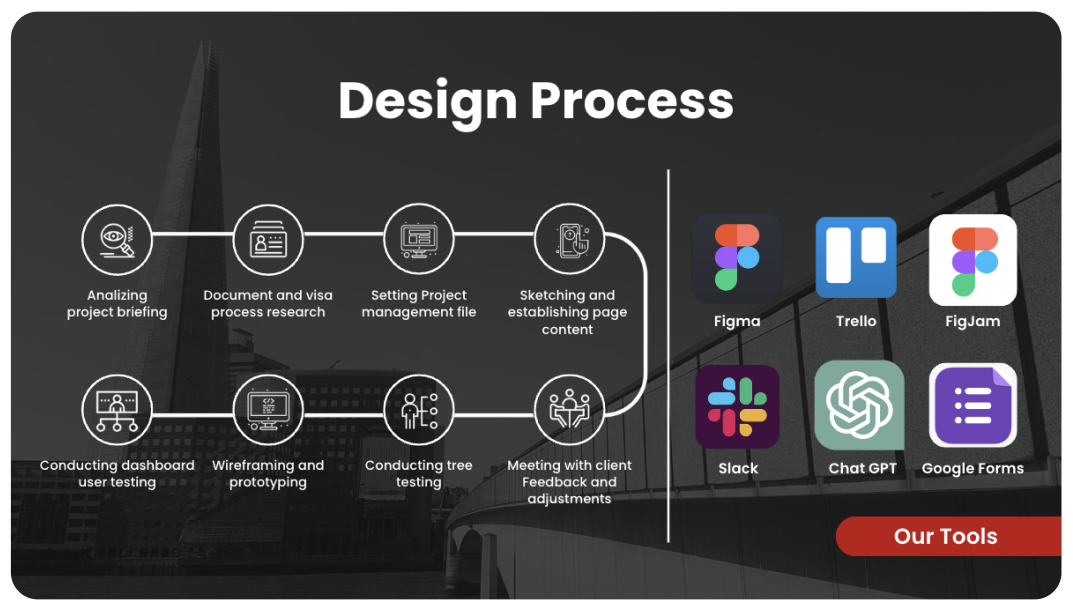 Design Process
Analizing
project briefing
Document and visa
process research
Setting Project
management file
Sketching and
establishing page
content
Conducting dashboard
user testing
Wireframing and
prototyping
Conducting tree
testing
Meeting with client
Feedback and
adjustments
Figma
Trello
FigJam
Slack
Chat GPT
Google Forms
Our Tools